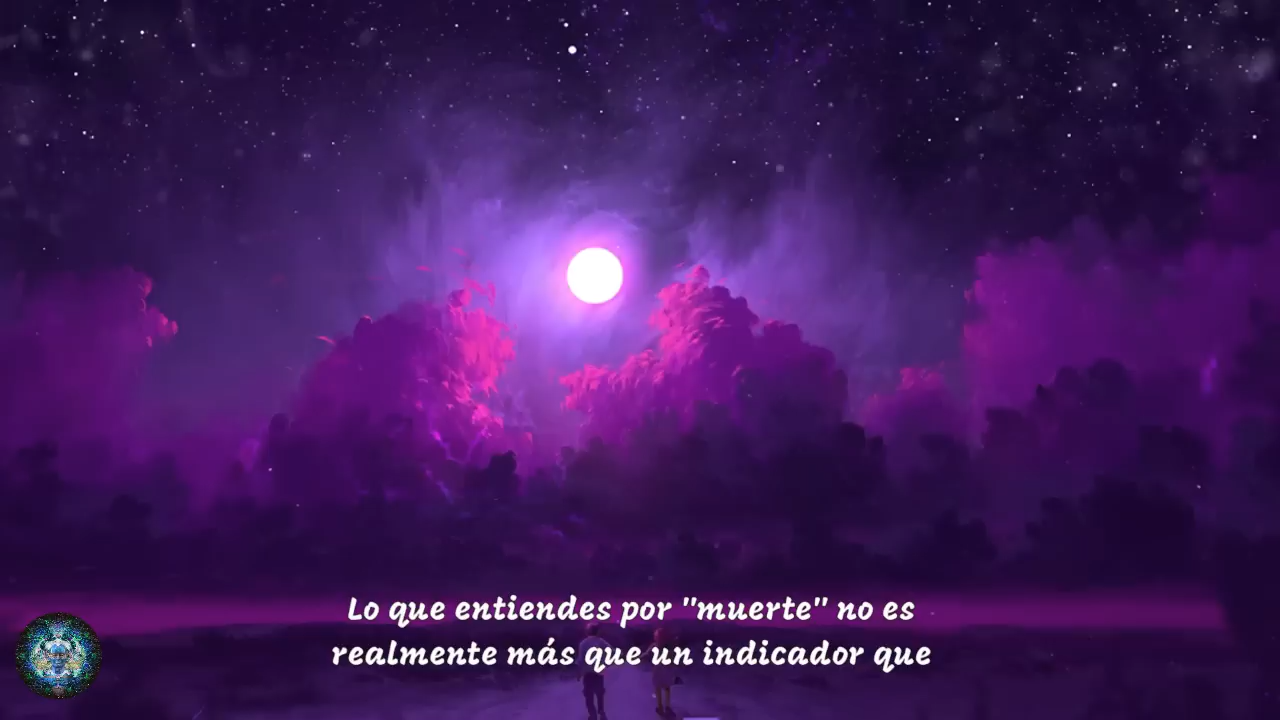 Lo que entiendes por "muerte" no es
realmente más que un indicador que